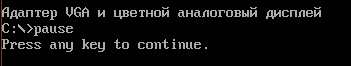 Адаптер VGA и цветной аналоговый дисплей
C:\>pause
Press any key to continue.